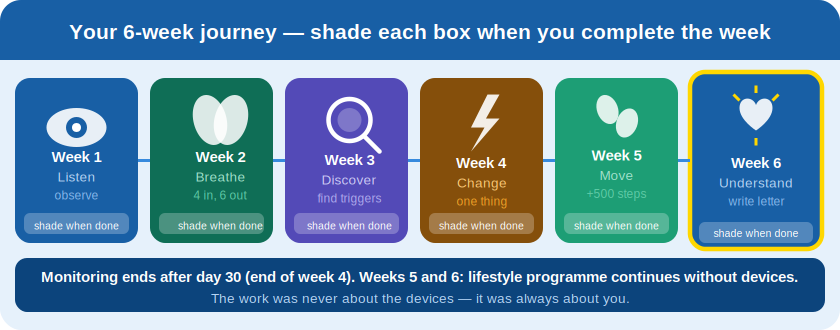 Your 6-week journey — shade each box when you complete the week
Week 1
Listen
observe
shade when done
Week 2
Breathe
4 in, 6 out
shade when done
Week 3
Discover
find triggers
shade when done
Week 4
Change
one thing
shade when done
Week 5
Move
+500 steps
shade when done
Week 6
Understand
write letter
shade when done
Monitoring ends after day 30 (end of week 4). Weeks 5 and 6: lifestyle programme continues without devices.
The work was never about the devices — it was always about you.